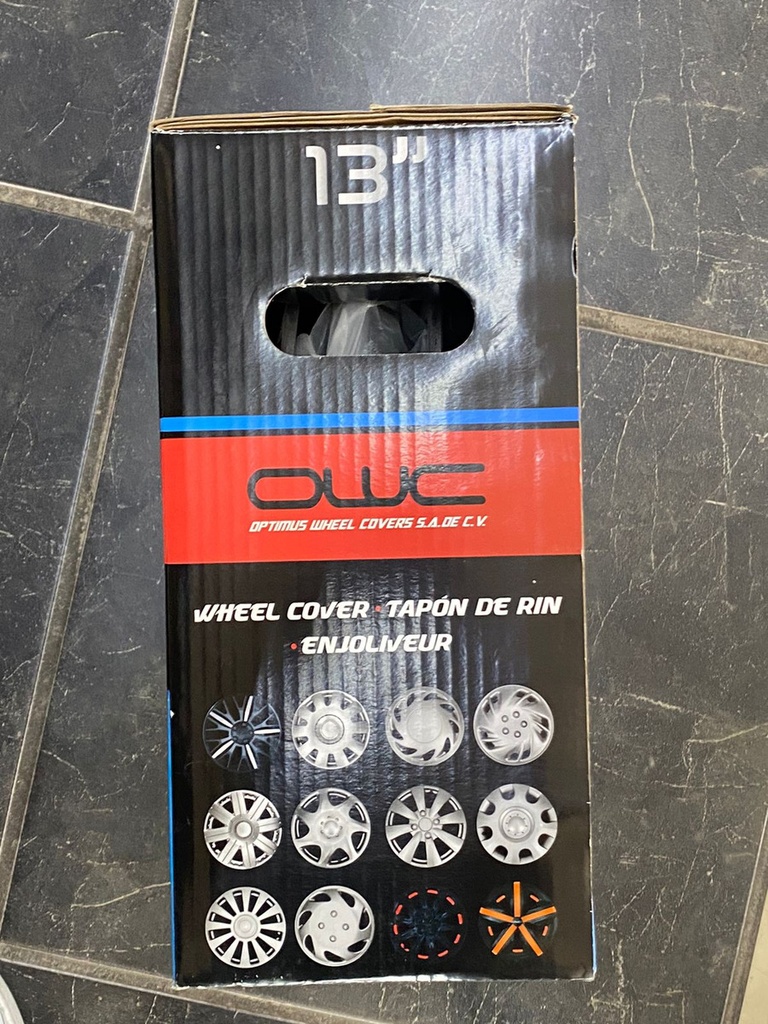 13”
OWC
OPTIMUS WHEEL COVERS S.A. DE C.V.
WHEEL COVER · TAPÓN DE RIN
· ENJOLIVEUR